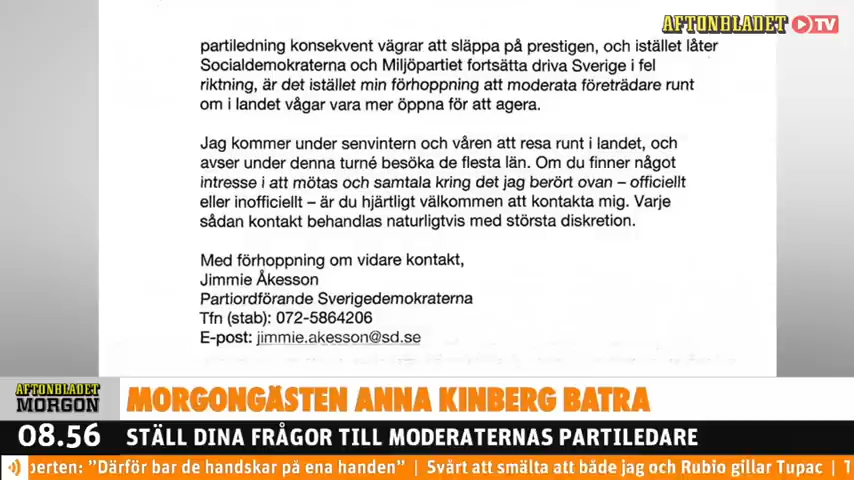 AFTONBLADET TV
partiledning konsekvent vägrar att släppa på prestigen, och istället låter
Socialdemokraterna och Miljöpartiet fortsätta driva Sverige i fel
riktning, är det istället min förhoppning att moderata företrädare runt
om i landet vågar vara mer öppna för att agera.
Jag kommer under senvintern och våren att resa runt i landet, och
avser under denna turné besöka de flesta län. Om du finner något
intresse i att mötas och samtala kring det jag berört ovan – officiellt
eller inofficiellt – är du hjärtligt välkommen att kontakta mig. Varje
sådan kontakt behandlas naturligtvis med största diskretion.
Med förhoppning om vidare kontakt,
Jimmie Åkesson
Partiordförande Sverigedemokraterna
Tfn (stab): 072-5864206
E-post: jimmie.akesson@sd.se
AFTONBLADET
MORGON
MORGONGÄSTEN ANNA KINBERG BATRA
08.56 STÄLL DINA FRÅGOR TILL MODERATERNAS PARTILEDARE
perten: ”Därför bar de handskar på ena handen” | Svårt att smälta att både jag och Rubio gillar Tupac | T